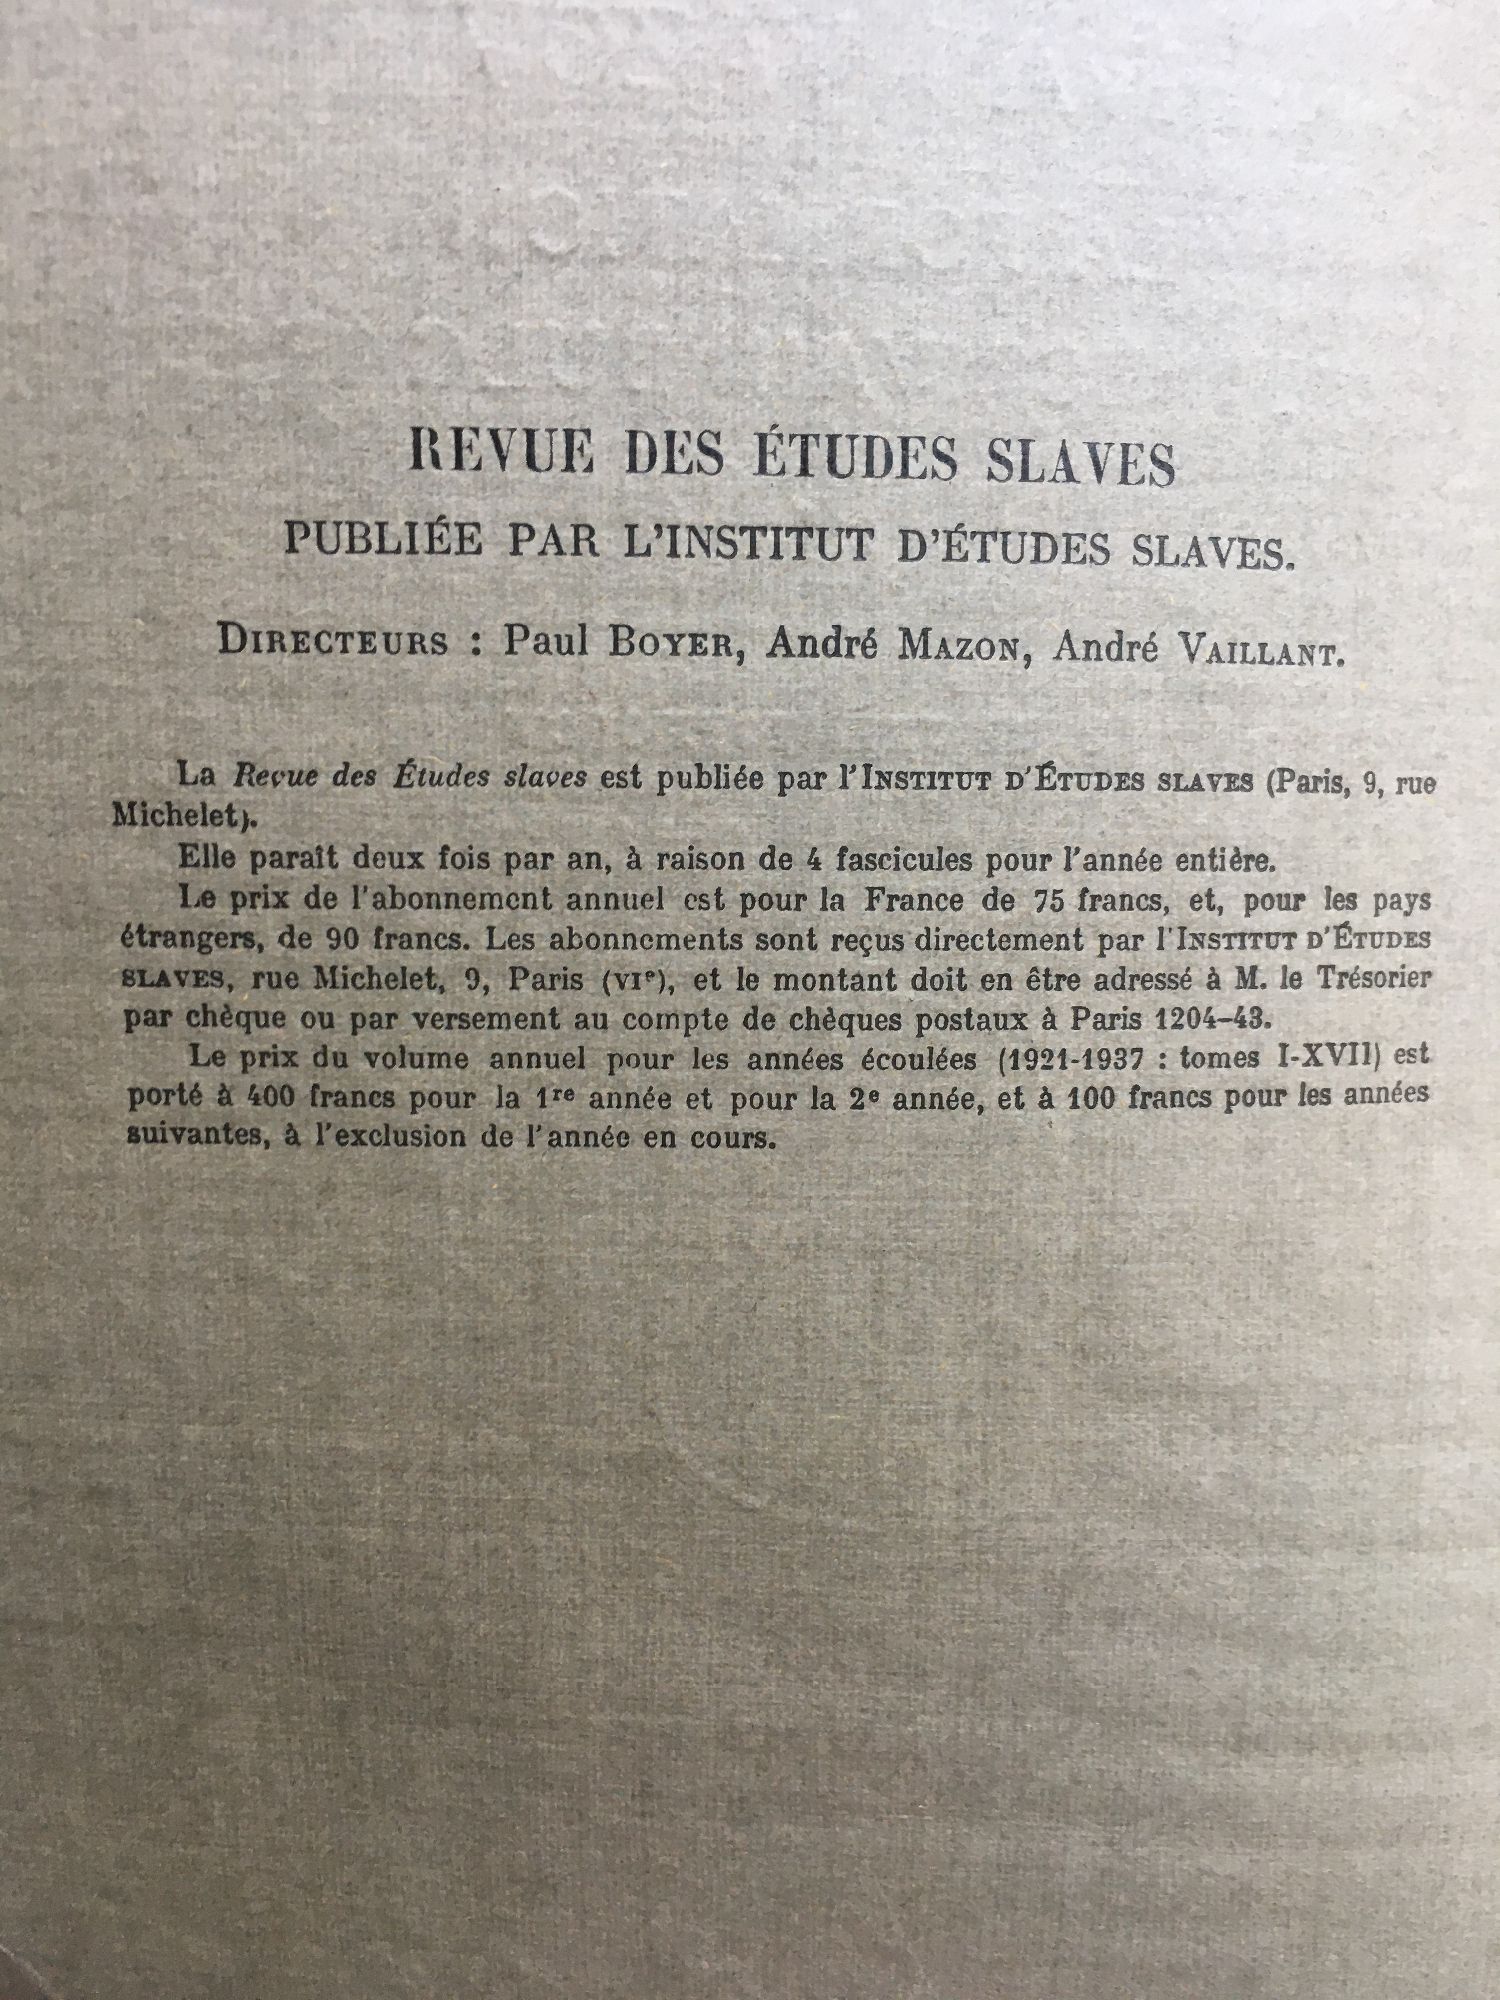 REVUE DES ÉTUDES SLAVES
PUBLIÉE PAR L'INSTITUT D'ÉTUDES SLAVES.
DIRECTEURS : Paul BOYER, André MAZON, André VAILLANT.
La Revue des Études slaves est publiée par l'INSTITUT D'ÉTUDES SLAVES (Paris, 9, rue
Michelet).
Elle paraît deux fois par an, à raison de 4 fascicules pour l'année entière.
Le prix de l'abonnement annuel est pour la France de 75 francs, et, pour les pays
étrangers, de 90 francs. Les abonnements sont reçus directement par l'INSTITUT D'ÉTUDES
SLAVES, rue Michelet, 9, Paris (VIe), et le montant doit en être adressé à M. le Trésorier
par chèque ou par versement au compte de chèques postaux à Paris 1204-43.
Le prix du volume annuel pour les années écoulées (1921-1937 : tomes I-XVII) est
porté à 400 francs pour la 1re année et pour la 2e année, et à 100 francs pour les années
suivantes, à l'exclusion de l'année en cours.